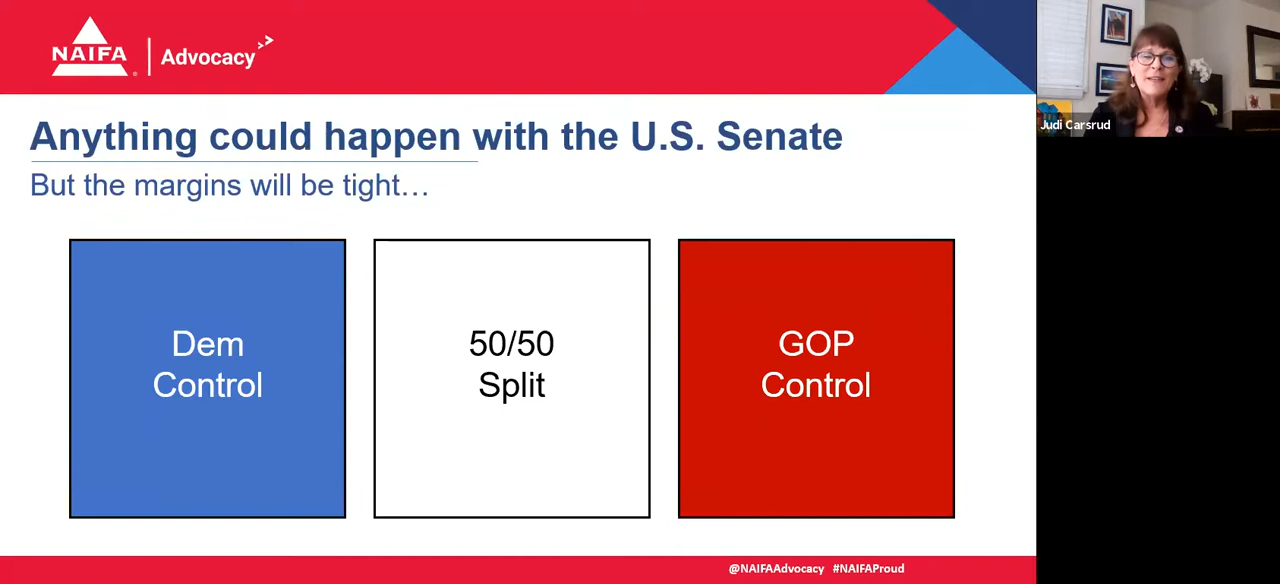 NAIFA
Advocacy
Judi Carsrud
Anything could happen with the U.S. Senate
But the margins will be tight…
Dem
Control
50/50
Split
GOP
Control
@NAIFAAdvocacy #NAIFAProud